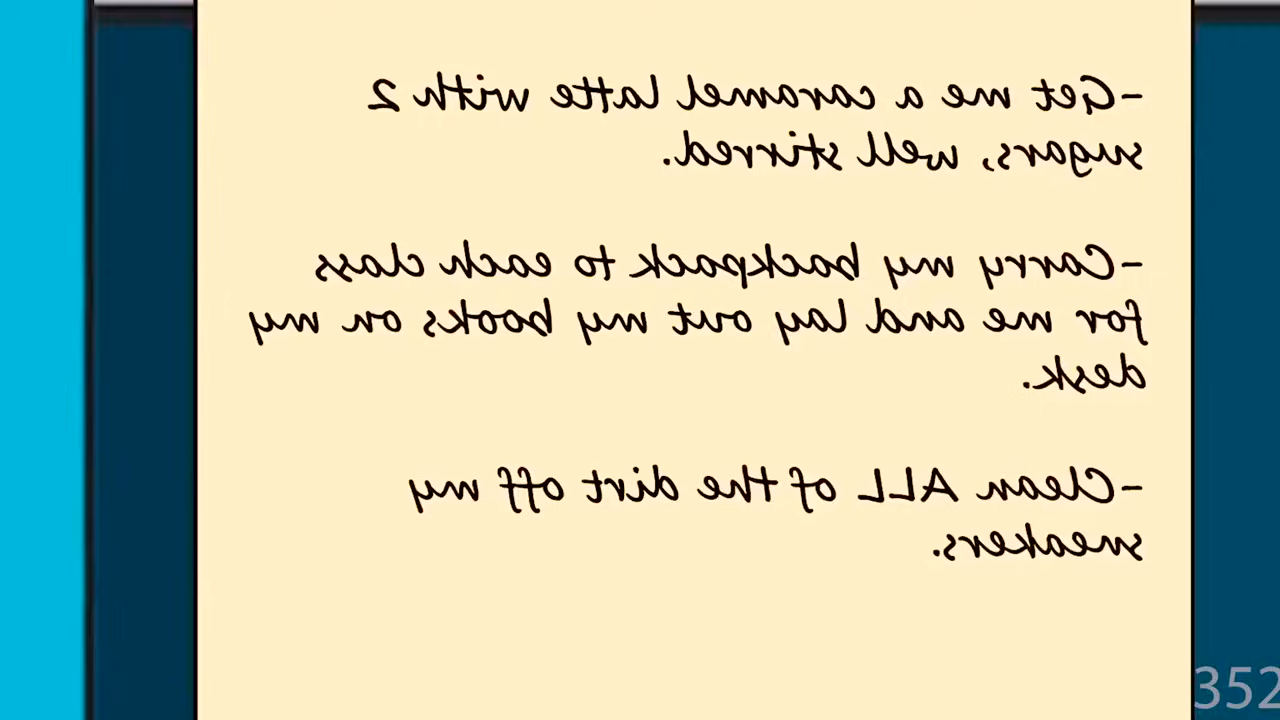 -Get me a caramel latte with 2
sugars, well stirred.
-Carry my backpack to each class
for me and lay out my books on my
desk.
-Clean ALL of the dirt off my
sneakers.
352